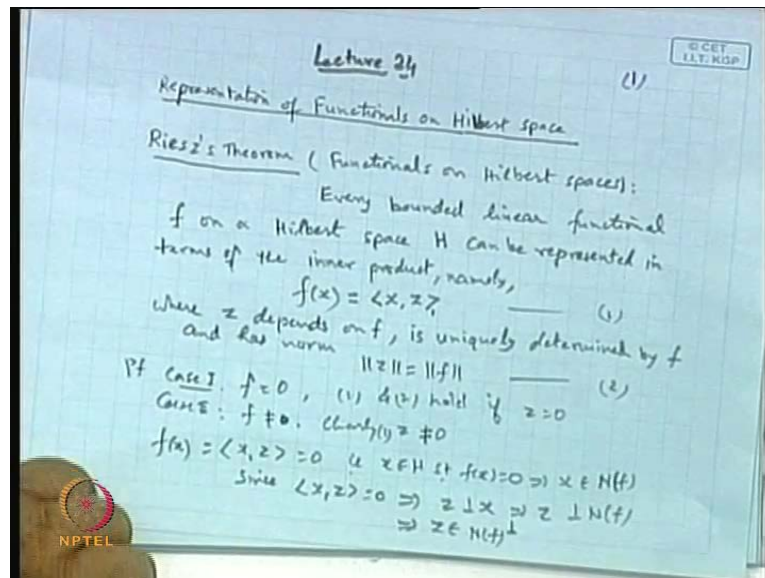 Lecture 24
© CET
I.I.T. KGP
(1)
Representation of Functionals on Hilbert space
Riesz's Theorem (Functionals on Hilbert spaces):
Every bounded linear functional
f on a Hilbert space H can be represented in
terms of the inner product, namely,
f(x) = <x, z>, —— (1)
where z depends on f, is uniquely determined by f
and has norm
||z|| = ||f|| —— (2)
Pf Case I. f = 0, (1) & (2) hold if z = 0
Case II: f ≠ 0. Clearly (1) z ≠ 0
f(x) = <x, z> = 0 ie x ∈ H st f(x) = 0 ⇒ x ∈ N(f)
Since <x, z> = 0 ⇒ z ⊥ x ⇒ z ⊥ N(f)
⇒ z ∈ N(f)⊥
NPTEL